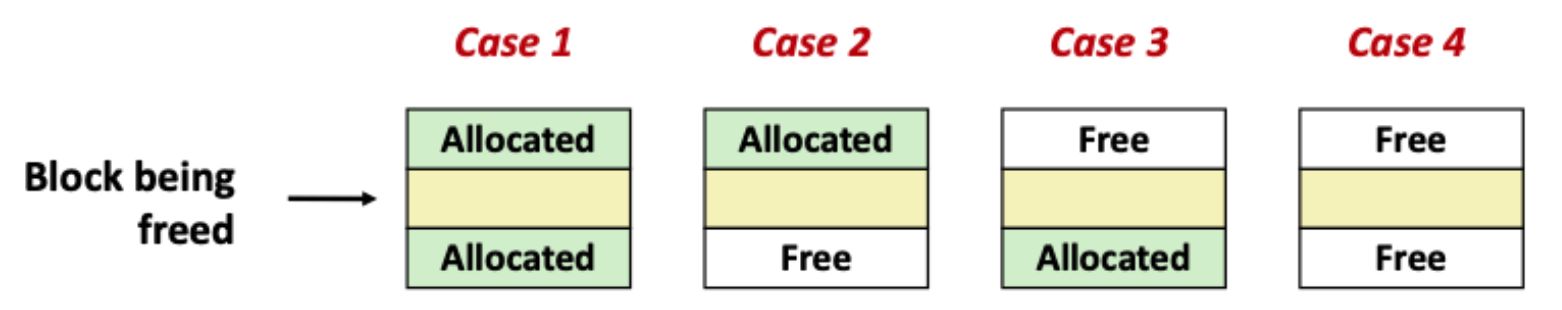 Case 1 Case 2 Case 3 Case 4
Allocated Allocated Free Free
Block being
freed
Allocated Free Allocated Free